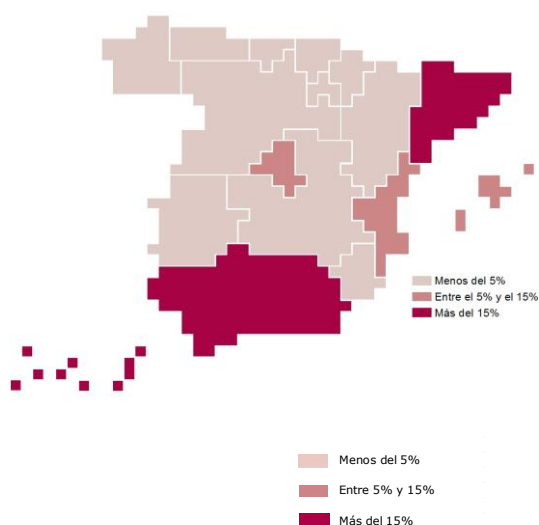 Menos del 5%
Entre el 5% y el 15%
Más del 15%
Menos del 5%
Entre 5% y 15%
Más del 15%